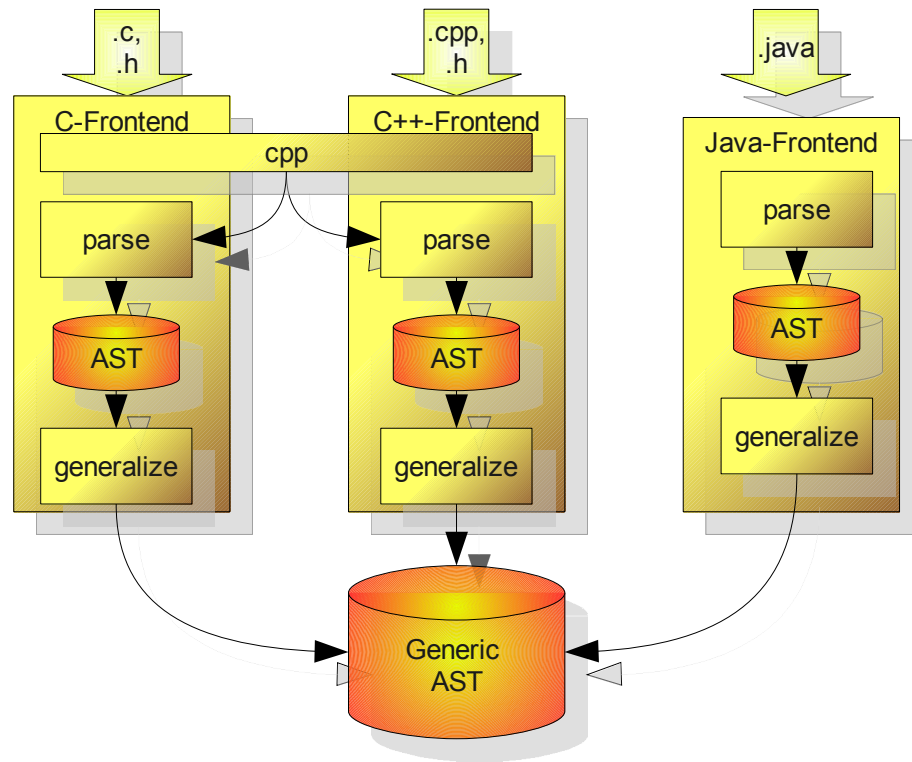 .c,
.h
.cpp,
.h
.java
C-Frontend
C++-Frontend
Java-Frontend
cpp
parse
parse
parse
AST
AST
AST
generalize
generalize
generalize
Generic
AST